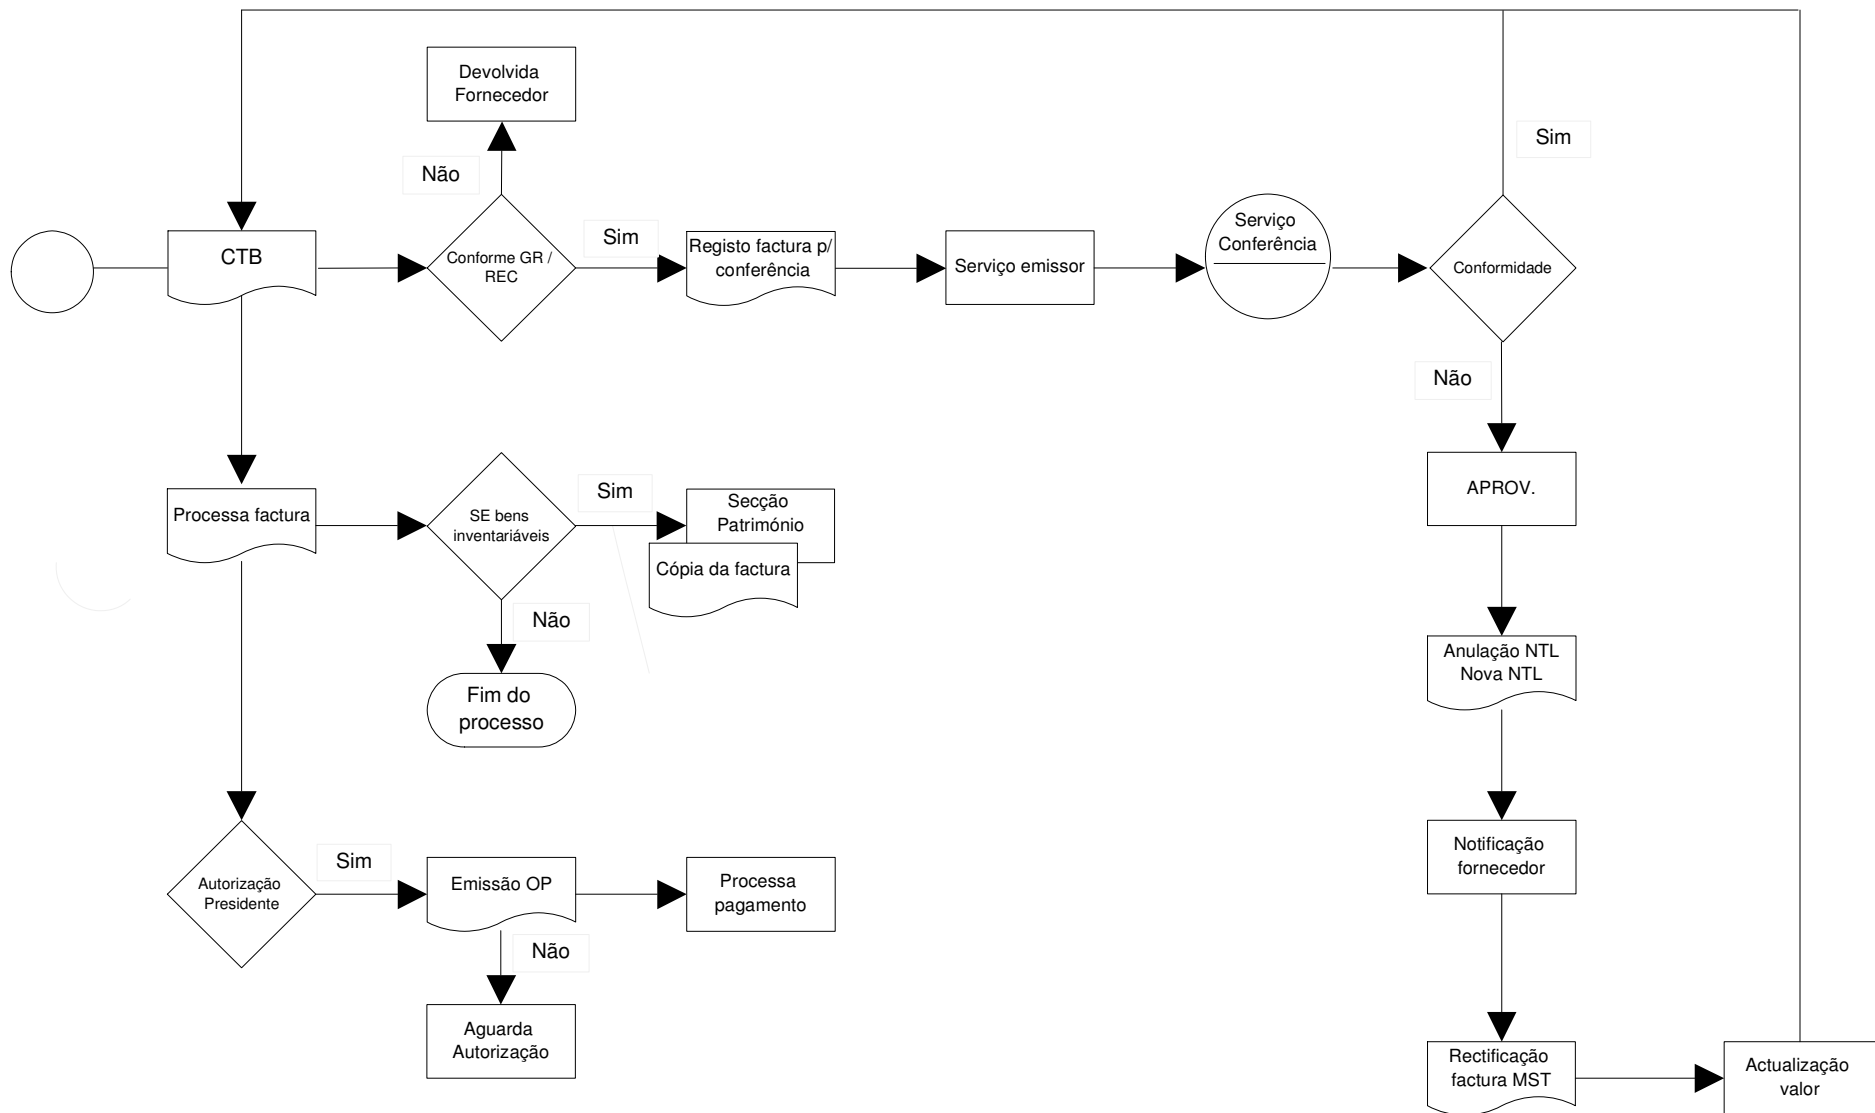 Devolvida
Fornecedor
Não
Sim
CTB
Conforme GR /
REC
Sim
Registo factura p/
conferência
Serviço emissor
Serviço
Conferência
Conformidade
Não
APROV.
Processa factura
SE bens
inventariáveis
Sim
Secção
Património
Cópia da factura
Não
Fim do
processo
Anulação NTL
Nova NTL
Autorização
Presidente
Sim
Emissão OP
Processa
pagamento
Não
Aguarda
Autorização
Notificação
fornecedor
Rectificação
factura MST
Actualização
valor